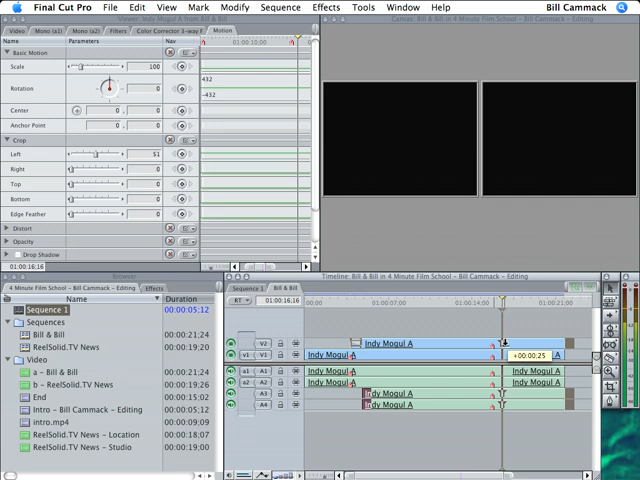 Final Cut Pro File Edit View Mark Modify Sequence Effects Tools Window Help Bill Cammack
Viewer: Indy Mogul A from Bill & Bill
Canvas: Bill & Bill in 4 Minute Film School - Bill Cammack - Editing
Video Mono (a1) Mono (a2) Filters Color Corrector 3-way F Motion
Name Parameters Nav 01:00:10;00
Basic Motion
Scale 100
432
Rotation 0
-432
Center 0 0
Anchor Point 0 0
Crop
Left 51
Right 0
Top 0
Bottom 0
Edge Feather 0
Distort
Opacity
Drop Shadow
01:00:16;16
Browser
Timeline: Bill & Bill in 4 Minute Film School - Bill Cammack - Editing
4 Minute Film School - Bill Cammack - Editing Effects
Sequence 1 Bill & Bill
Name Duration
RT 01:00:16;16 00:00 01:00:07;00 01:00:14;00 01:00:21;00
Sequence 1 00:00:05;12
Sequences
Bill & Bill 00:00:21;24
ReelSolid.TV News 00:00:19;20
Video
a - Bill & Bill 00:00:21;24
b - ReelSolid.TV News 00:00:19;26
End 00:00:15;02
Intro - Bill Cammack - Editing 00:00:05;12
intro.mp4 00:00:09;09
ReelSolid.TV News - Location 00:00:18;07
ReelSolid.TV News - Studio 00:00:19;00
V2 Indy Mogul A
v1 V1 Indy Mogul A A
+00:00:25
a1 A1 Indy Mogul A Indy Mogul A
a2 A2 Indy Mogul A Indy Mogul A
A3 Indy Mogul A
A4 Indy Mogul A